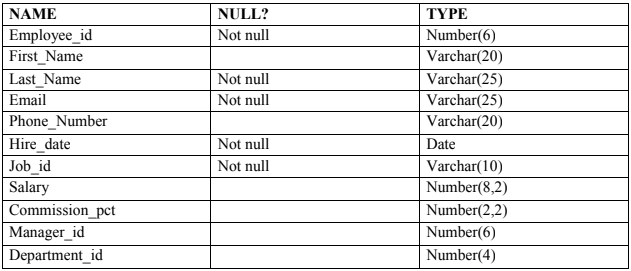 NAME NULL? TYPE
Employee_id Not null Number(6)
First_Name Varchar(20)
Last_Name Not null Varchar(25)
Email Not null Varchar(25)
Phone_Number Varchar(20)
Hire_date Not null Date
Job_id Not null Varchar(10)
Salary Number(8,2)
Commission_pct Number(2,2)
Manager_id Number(6)
Department_id Number(4)